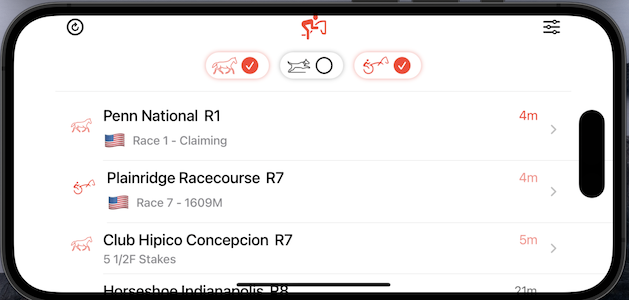 Penn National R1
4m
Race 1 - Claiming
Plainridge Racecourse R7
4m
Race 7 - 1609M
Club Hipico Concepcion R7
5m
5 1/2F Stakes
Horseshoe Indianapolis R8
21m